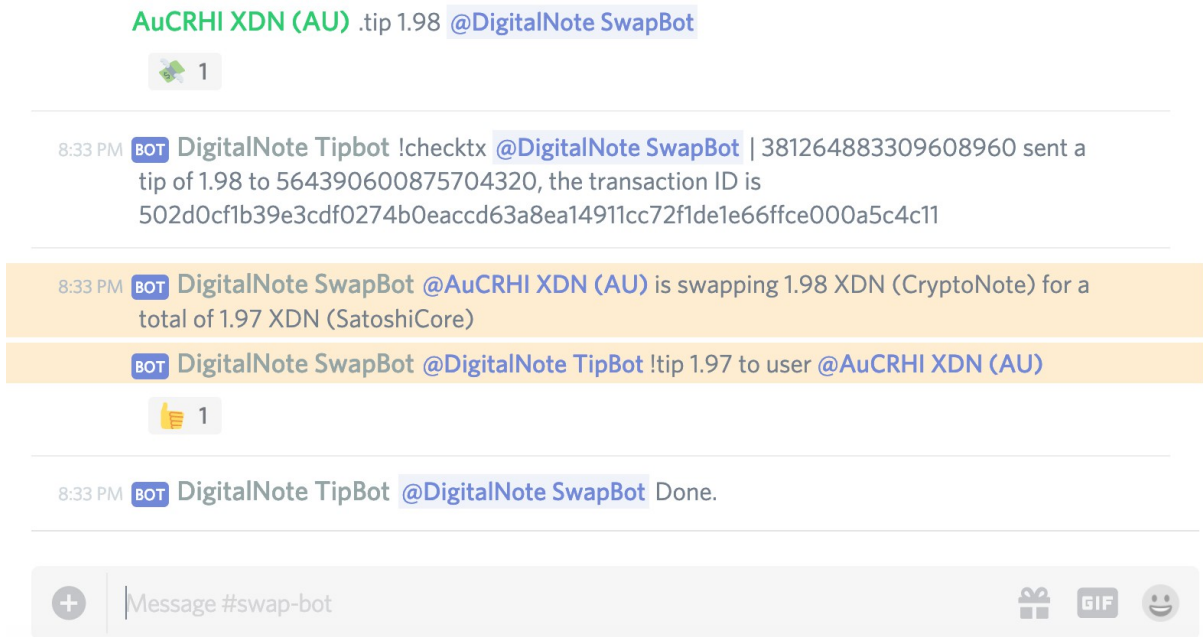 AuCRHI XDN (AU) .tip 1.98 @DigitalNote SwapBot
1
8:33 PM BOT DigitalNote Tipbot !checktx @DigitalNote SwapBot | 381264883309608960 sent a
tip of 1.98 to 564390600875704320, the transaction ID is
502d0cf1b39e3cdf0274b0eaccd63a8ea14911cc72f1de1e66ffce000a5c4c11
8:33 PM BOT DigitalNote SwapBot @AuCRHI XDN (AU) is swapping 1.98 XDN (CryptoNote) for a
total of 1.97 XDN (SatoshiCore)
BOT DigitalNote SwapBot @DigitalNote TipBot !tip 1.97 to user @AuCRHI XDN (AU)
1
8:33 PM BOT DigitalNote TipBot @DigitalNote SwapBot Done.
Message #swap-bot
GIF